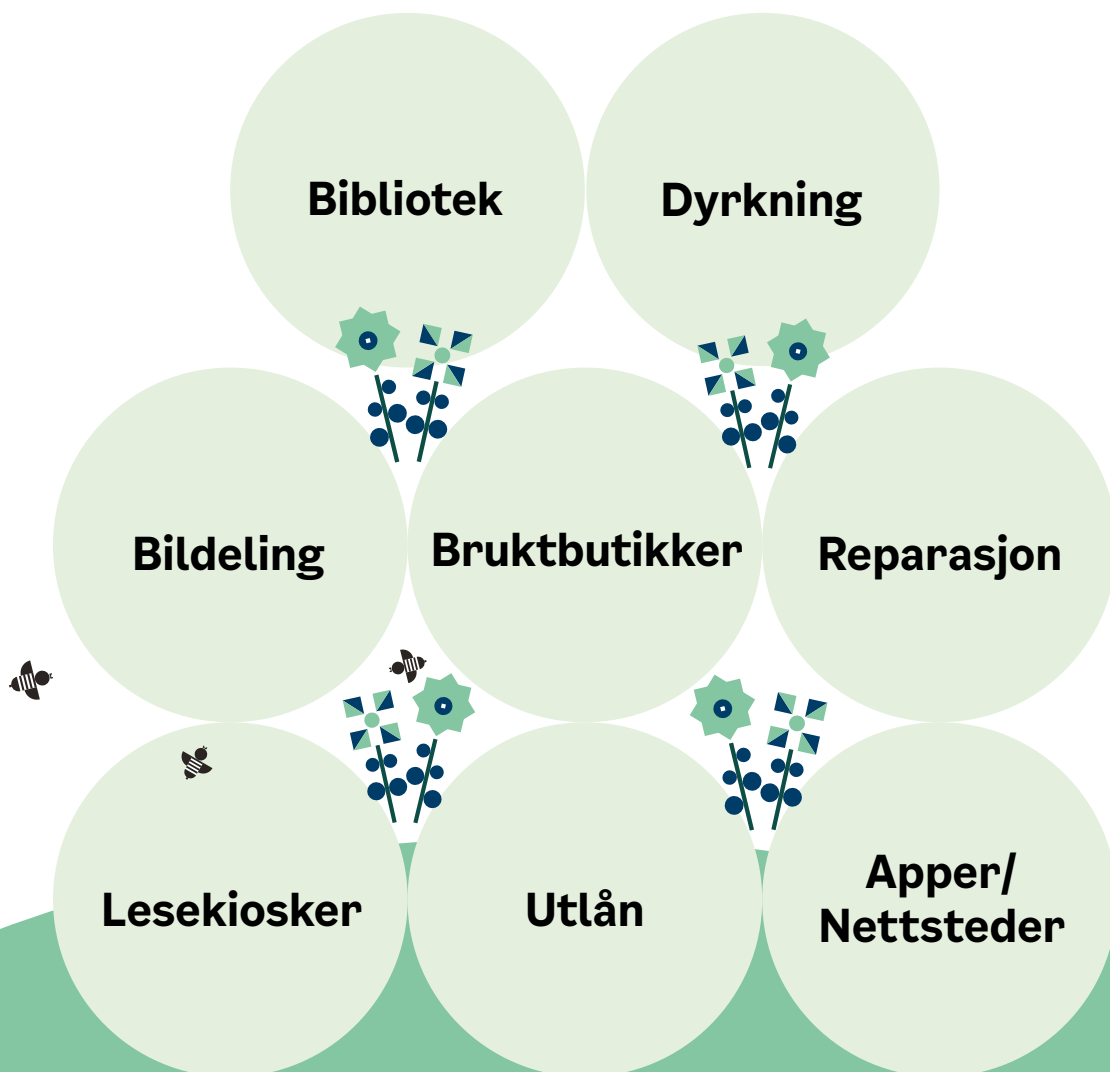 Bibliotek
Dyrkning
Bildeling
Bruktbutikker
Reparasjon
Lesekiosker
Utlån
Apper/
Nettsteder